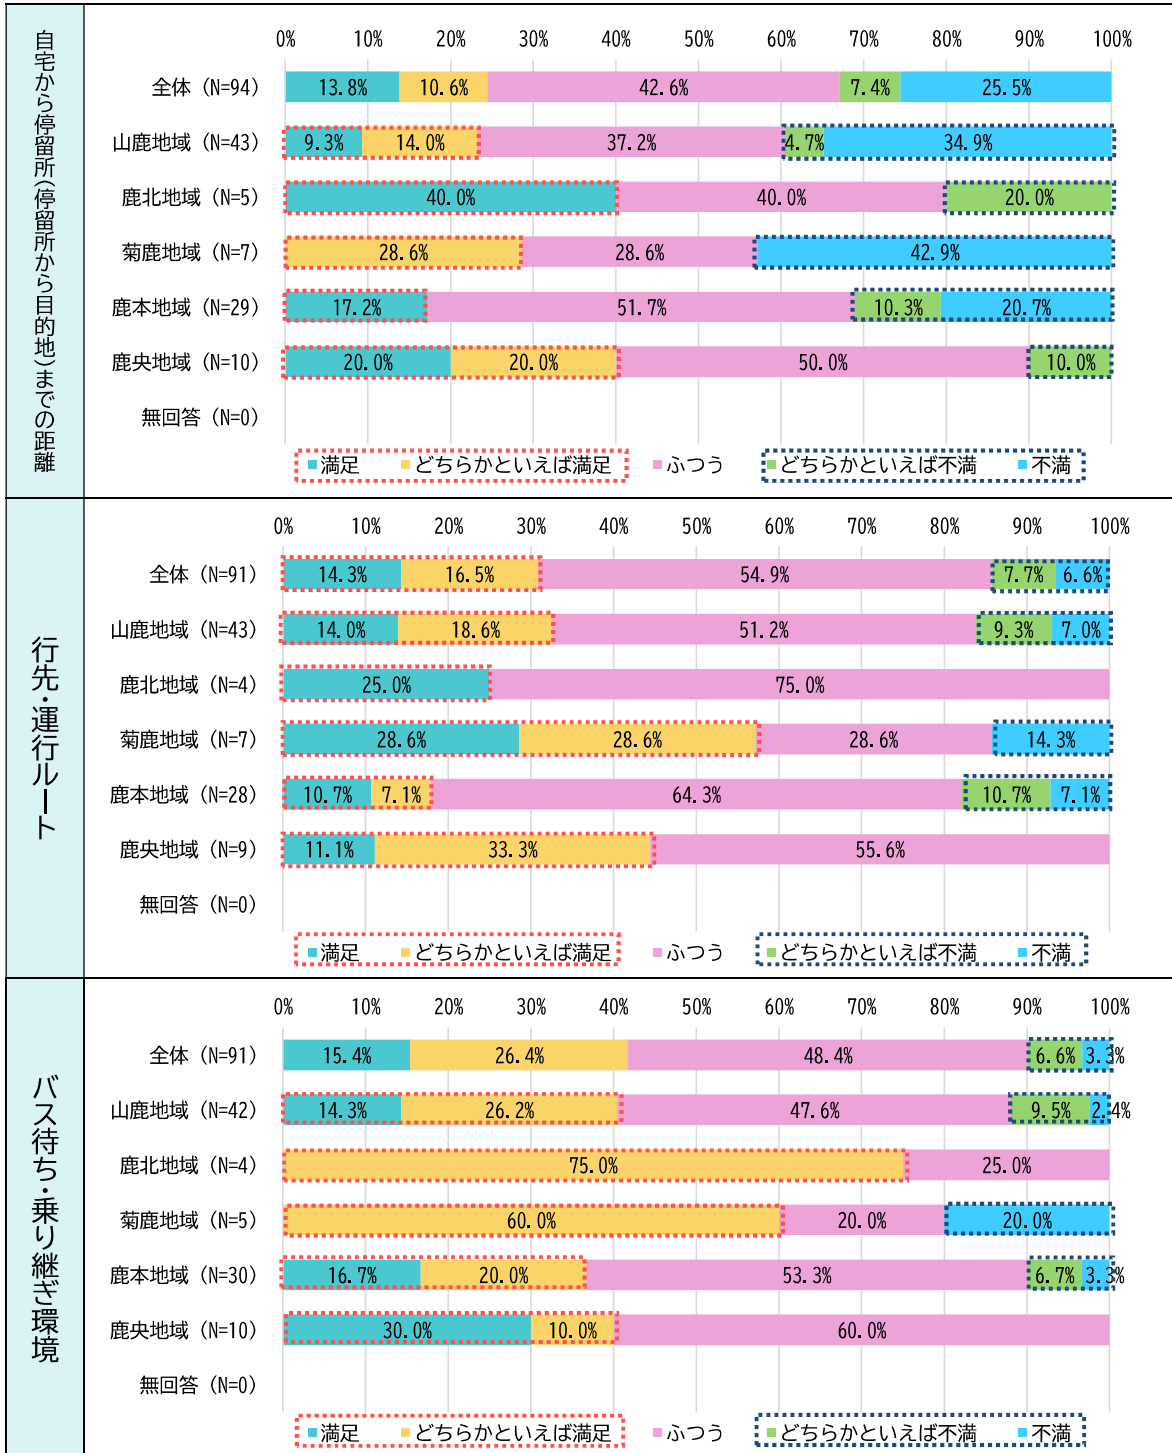 自宅から停留所(停留所から目的地)までの距離
0% 10% 20% 30% 40% 50% 60% 70% 80% 90% 100%
全体 (N=94) 13.8% 10.6% 42.6% 7.4% 25.5%
山鹿地域 (N=43) 9.3% 14.0% 37.2% 4.7% 34.9%
鹿北地域 (N=5) 40.0% 40.0% 20.0%
菊鹿地域 (N=7) 28.6% 28.6% 42.9%
鹿本地域 (N=29) 17.2% 51.7% 10.3% 20.7%
鹿央地域 (N=10) 20.0% 20.0% 50.0% 10.0%
無回答 (N=0)
満足 どちらかといえば満足 ふつう どちらかといえば不満 不満
行先・運行ルート
0% 10% 20% 30% 40% 50% 60% 70% 80% 90% 100%
全体 (N=91) 14.3% 16.5% 54.9% 7.7% 6.6%
山鹿地域 (N=43) 14.0% 18.6% 51.2% 9.3% 7.0%
鹿北地域 (N=4) 25.0% 75.0%
菊鹿地域 (N=7) 28.6% 28.6% 28.6% 14.3%
鹿本地域 (N=28) 10.7% 7.1% 64.3% 10.7% 7.1%
鹿央地域 (N=9) 11.1% 33.3% 55.6%
無回答 (N=0)
満足 どちらかといえば満足 ふつう どちらかといえば不満 不満
バス待ち・乗り継ぎ環境
0% 10% 20% 30% 40% 50% 60% 70% 80% 90% 100%
全体 (N=91) 15.4% 26.4% 48.4% 6.6% 3.3%
山鹿地域 (N=42) 14.3% 26.2% 47.6% 9.5% 2.4%
鹿北地域 (N=4) 75.0% 25.0%
菊鹿地域 (N=5) 60.0% 20.0% 20.0%
鹿本地域 (N=30) 16.7% 20.0% 53.3% 6.7% 3.3%
鹿央地域 (N=10) 30.0% 10.0% 60.0%
無回答 (N=0)
満足 どちらかといえば満足 ふつう どちらかといえば不満 不満